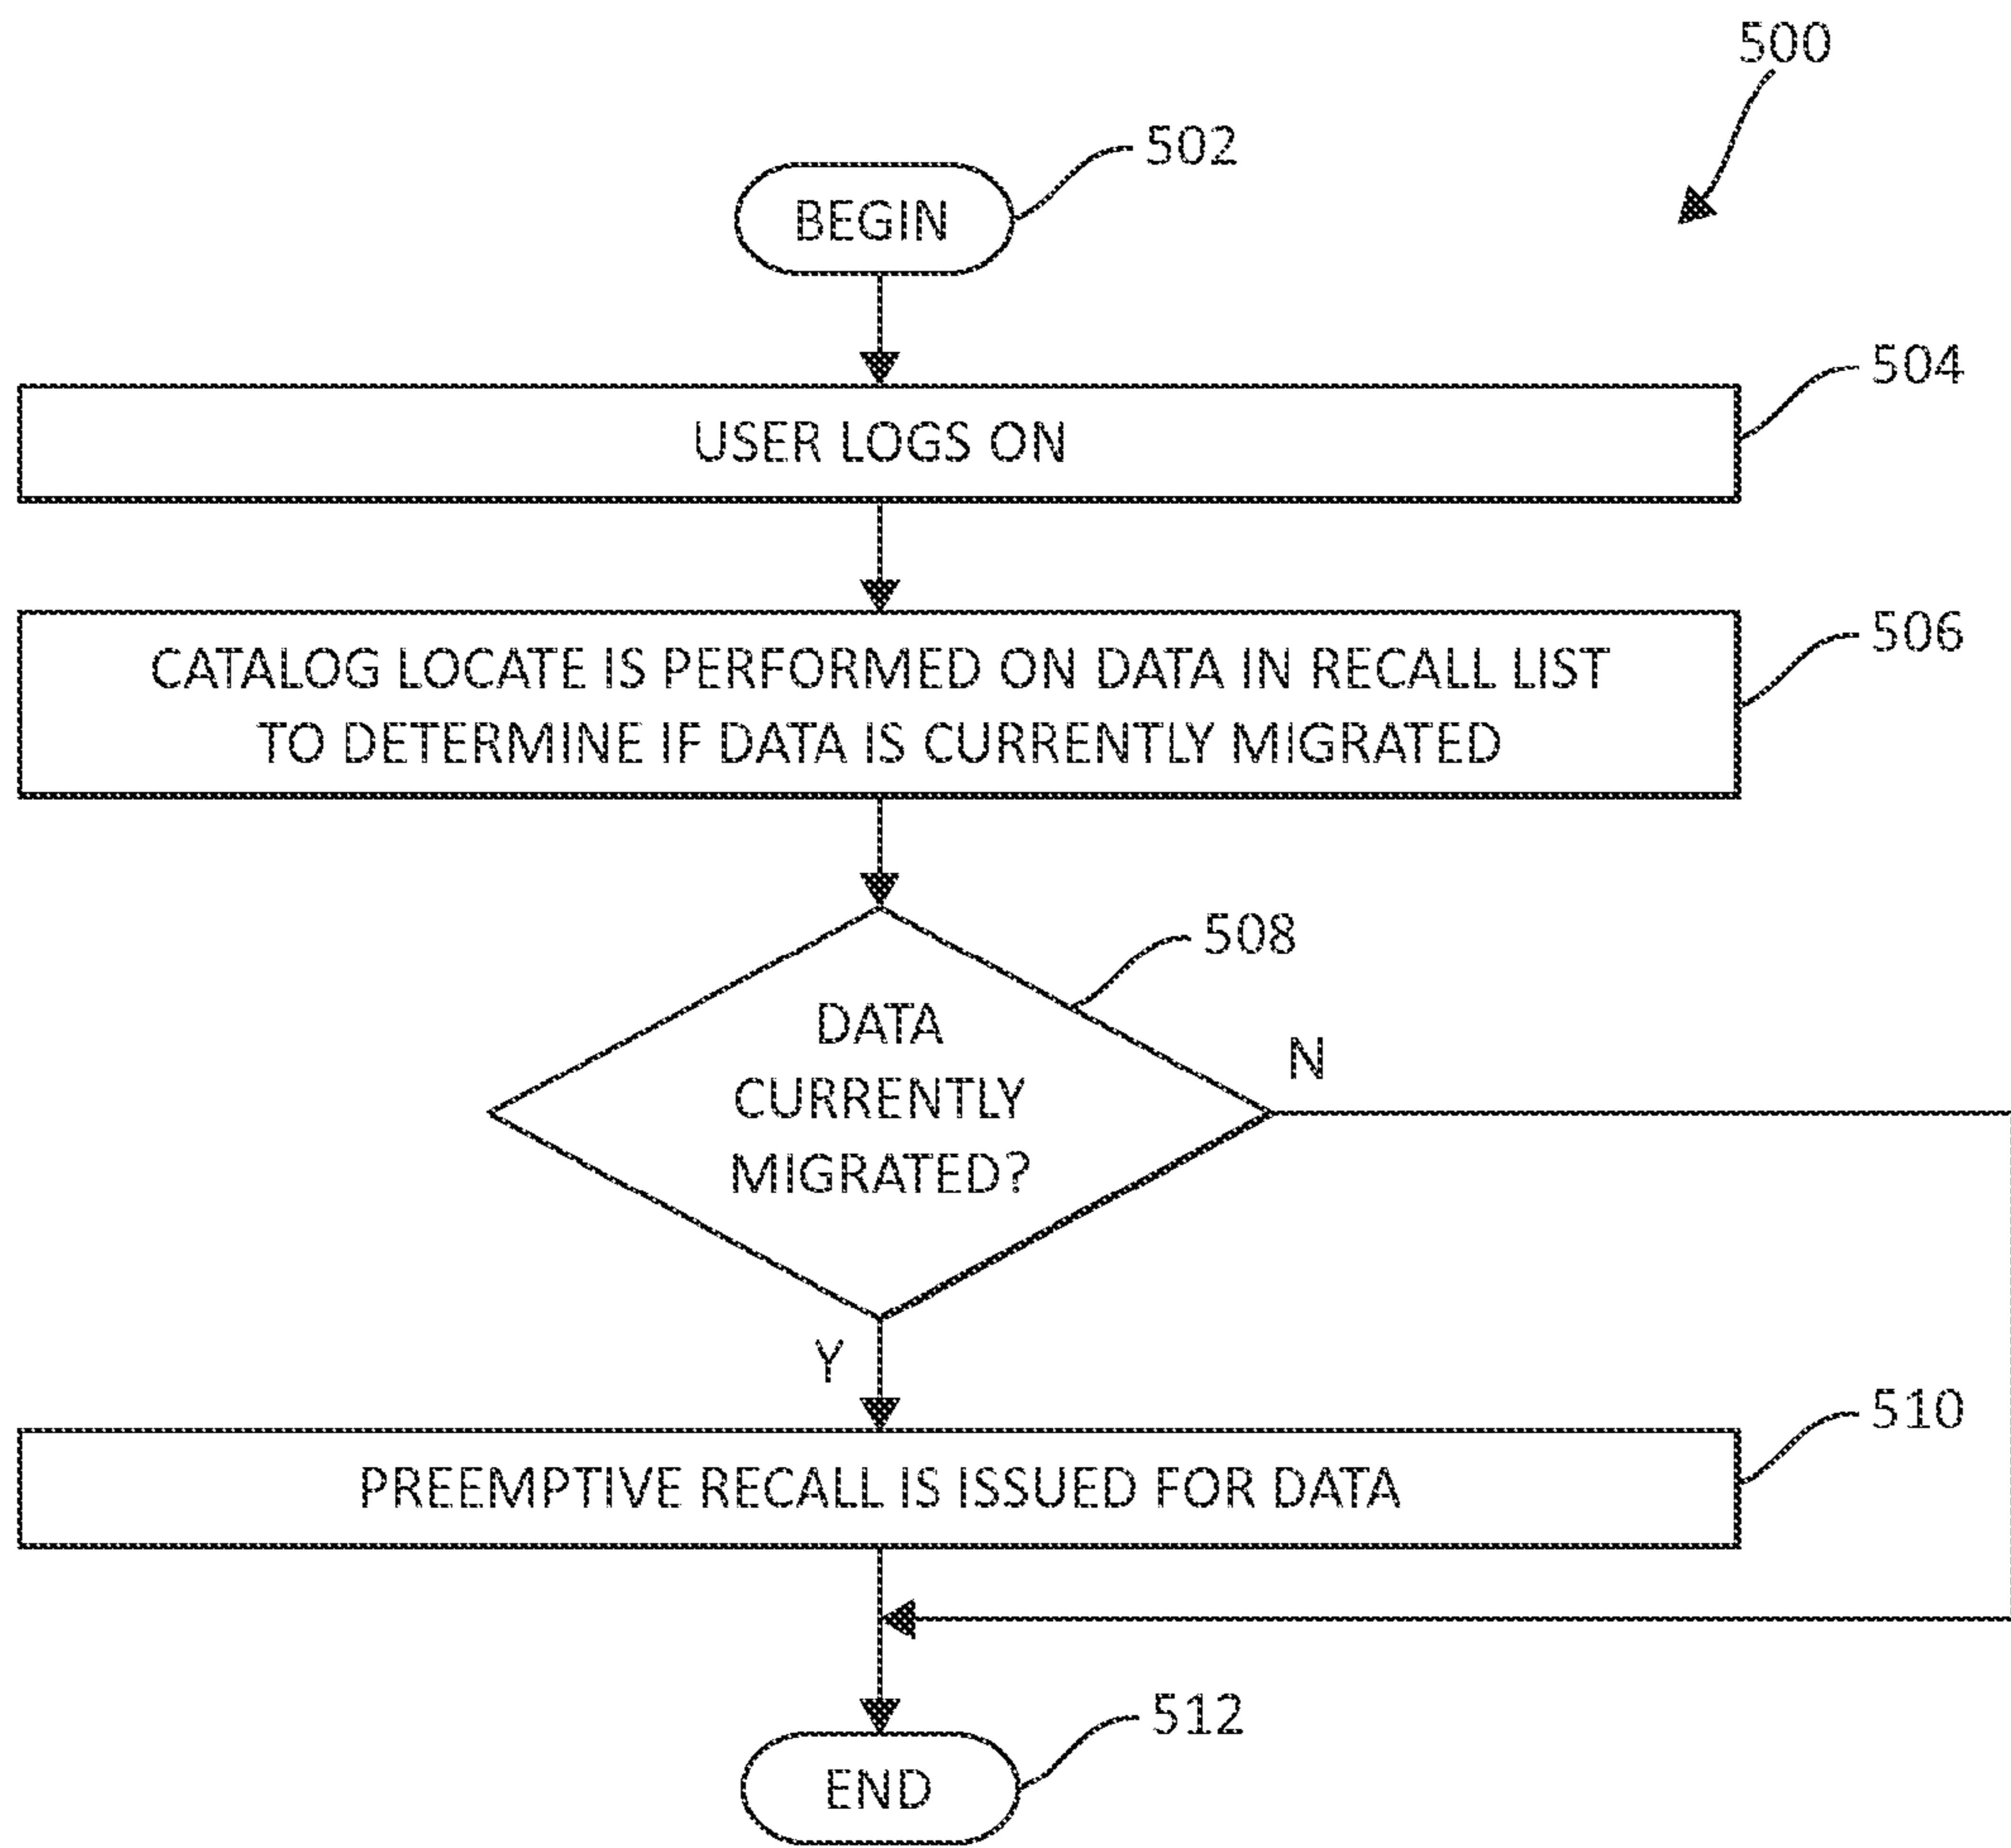 500
502
BEGIN
504
USER LOGS ON
506
CATALOG LOCATE IS PERFORMED ON DATA IN RECALL LIST
TO DETERMINE IF DATA IS CURRENTLY MIGRATED
508
DATA
CURRENTLY
MIGRATED?
N
Y
510
PREEMPTIVE RECALL IS ISSUED FOR DATA
512
END